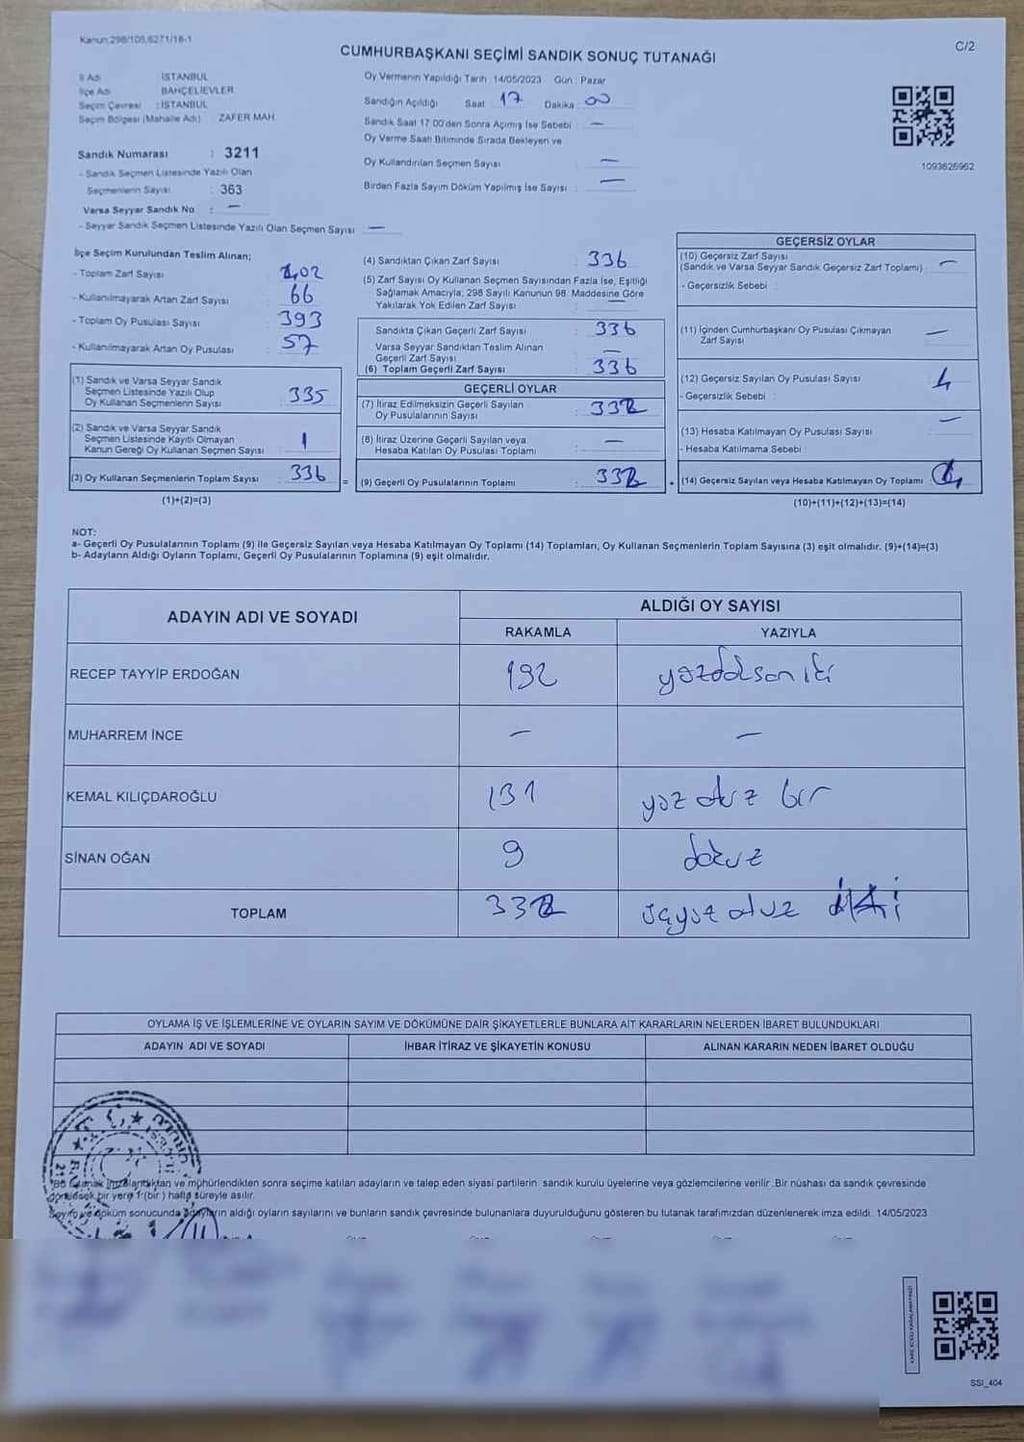 Kanun:298/105,6271/16-1
C/2
CUMHURBAŞKANI SEÇİMİ SANDIK SONUÇ TUTANAĞI
İl Adı : İSTANBUL
İlçe Adı : BAHÇELİEVLER
Seçim Çevresi : İSTANBUL
Seçim Bölgesi (Mahalle Adı) ZAFER MAH.
Sandık Numarası : 3211
- Sandık Seçmen Listesinde Yazılı Olan
Seçmenlerin Sayısı : 363
Varsa Seyyar Sandık No : —
- Seyyar Sandık Seçmen Listesinde Yazılı Olan Seçmen Sayısı : —
Oy Vermenin Yapıldığı Tarih : 14/05/2023 Gün : Pazar
Sandığın Açıldığı Saat 17 Dakika : 00
Sandık Saat 17:00'den Sonra Açımış İse Sebebi : —
Oy Verme Saati Bitiminde Sırada Bekleyen ve
Oy Kullandırılan Seçmen Sayısı : —
Birden Fazla Sayım Döküm Yapılmış İse Sayısı : —
1093626962
İlçe Seçim Kurulundan Teslim Alınan;
- Toplam Zarf Sayısı : 402
- Kullanılmayarak Artan Zarf Sayısı : 66
- Toplam Oy Pusulası Sayısı : 393
- Kullanılmayarak Artan Oy Pusulası : 57
(1) Sandık ve Varsa Seyyar Sandık
Seçmen Listesinde Yazılı Olup
Oy Kullanan Seçmenlerin Sayısı : 335
(2) Sandık ve Varsa Seyyar Sandık
Seçmen Listesinde Kayıtlı Olmayan
Kanun Gereği Oy Kullanan Seçmen Sayısı : 1
(3) Oy Kullanan Seçmenlerin Toplam Sayısı : 336
(1)+(2)=(3)
(4) Sandıktan Çıkan Zarf Sayısı : 336
(5) Zarf Sayısı Oy Kullanan Seçmen Sayısından Fazla İse, Eşitliği
Sağlamak Amacıyla, 298 Sayılı Kanunun 98. Maddesine Göre
Yakılarak Yok Edilen Zarf Sayısı : —
Sandıkta Çıkan Geçerli Zarf Sayısı : 336
Varsa Seyyar Sandıktan Teslim Alınan
Geçerli Zarf Sayısı : —
(6) Toplam Geçerli Zarf Sayısı : 336
GEÇERLİ OYLAR
(7) İtiraz Edilmeksizin Geçerli Sayılan
Oy Pusulalarının Sayısı : 332
(8) İtiraz Üzerine Geçerli Sayılan veya
Hesaba Katılan Oy Pusulası Toplamı : —
= (9) Geçerli Oy Pusulalarının Toplamı : 332
GEÇERSİZ OYLAR
(10) Geçersiz Zarf Sayısı
(Sandık ve Varsa Seyyar Sandık Geçersiz Zarf Toplamı) : —
- Geçersizlik Sebebi :
(11) İçinden Cumhurbaşkanı Oy Pusulası Çıkmayan
Zarf Sayısı : —
(12) Geçersiz Sayılan Oy Pusulası Sayısı : 4
- Geçersizlik Sebebi :
(13) Hesaba Katılmayan Oy Pusulası Sayısı : —
- Hesaba Katılmama Sebebi :
+ (14) Geçersiz Sayılan veya Hesaba Katılmayan Oy Toplamı : 4
(10)+(11)+(12)+(13)=(14)
NOT:
a- Geçerli Oy Pusulalarının Toplamı (9) ile Geçersiz Sayılan veya Hesaba Katılmayan Oy Toplamı (14) Toplamları, Oy Kullanan Seçmenlerin Toplam Sayısına (3) eşit olmalıdır. (9)+(14)=(3)
b- Adayların Aldığı Oyların Toplamı, Geçerli Oy Pusulalarının Toplamına (9) eşit olmalıdır.
ADAYIN ADI VE SOYADI
ALDIĞI OY SAYISI
RAKAMLA YAZIYLA
RECEP TAYYİP ERDOĞAN 192 yüzdoksan iki
MUHARREM İNCE — —
KEMAL KILIÇDAROĞLU 131 yüz otuz bir
SİNAN OĞAN 9 dokuz
TOPLAM 332 üçyüz otuz iki
OYLAMA İŞ VE İŞLEMLERİNE VE OYLARIN SAYIM VE DÖKÜMÜNE DAİR ŞİKAYETLERLE BUNLARA AİT KARARLARIN NELERDEN İBARET BULUNDUKLARI
ADAYIN ADI VE SOYADI İHBAR İTİRAZ VE ŞİKAYETİN KONUSU ALINAN KARARIN NEDEN İBARET OLDUĞU
T.C.
Bu tutanak imzalandıktan ve mühürlendikten sonra seçime katılan adayların ve talep eden siyasi partilerin sandık kurulu üyelerine veya gözlemcilerine verilir. Bir nüshası da sandık çevresinde
görülecek bir yere 1 (bir) hafta süreyle asılır.
Sayım ve döküm sonucunda adayların aldığı oyların sayılarını ve bunların sandık çevresinde bulunanlara duyurulduğunu gösteren bu tutanak tarafımızdan düzenlenerek imza edildi. 14/05/2023
SSI_404